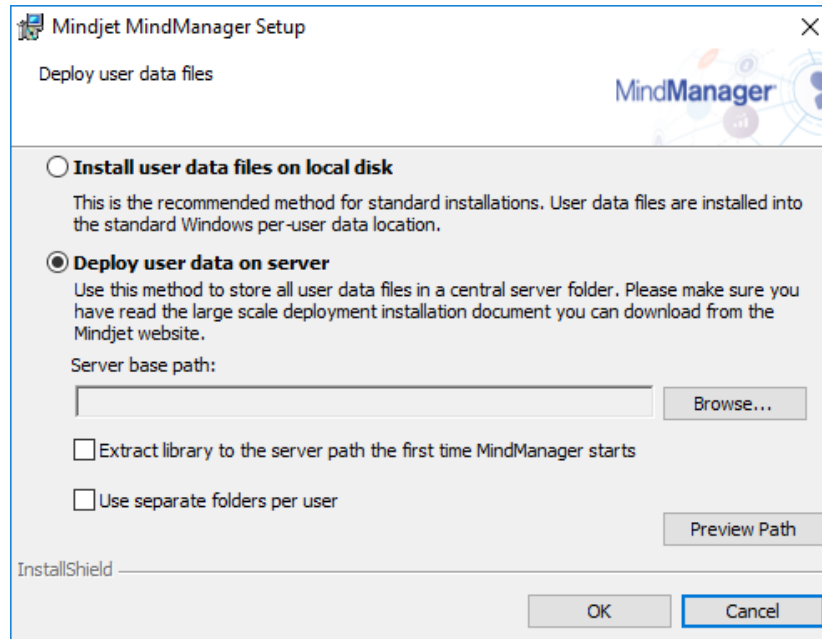 Mindjet MindManager Setup
Deploy user data files
MindManager
Install user data files on local disk
This is the recommended method for standard installations. User data files are installed into
the standard Windows per-user data location.
Deploy user data on server
Use this method to store all user data files in a central server folder. Please make sure you
have read the large scale deployment installation document you can download from the
Mindjet website.
Server base path:
Browse...
Extract library to the server path the first time MindManager starts
Use separate folders per user
Preview Path
InstallShield
OK Cancel